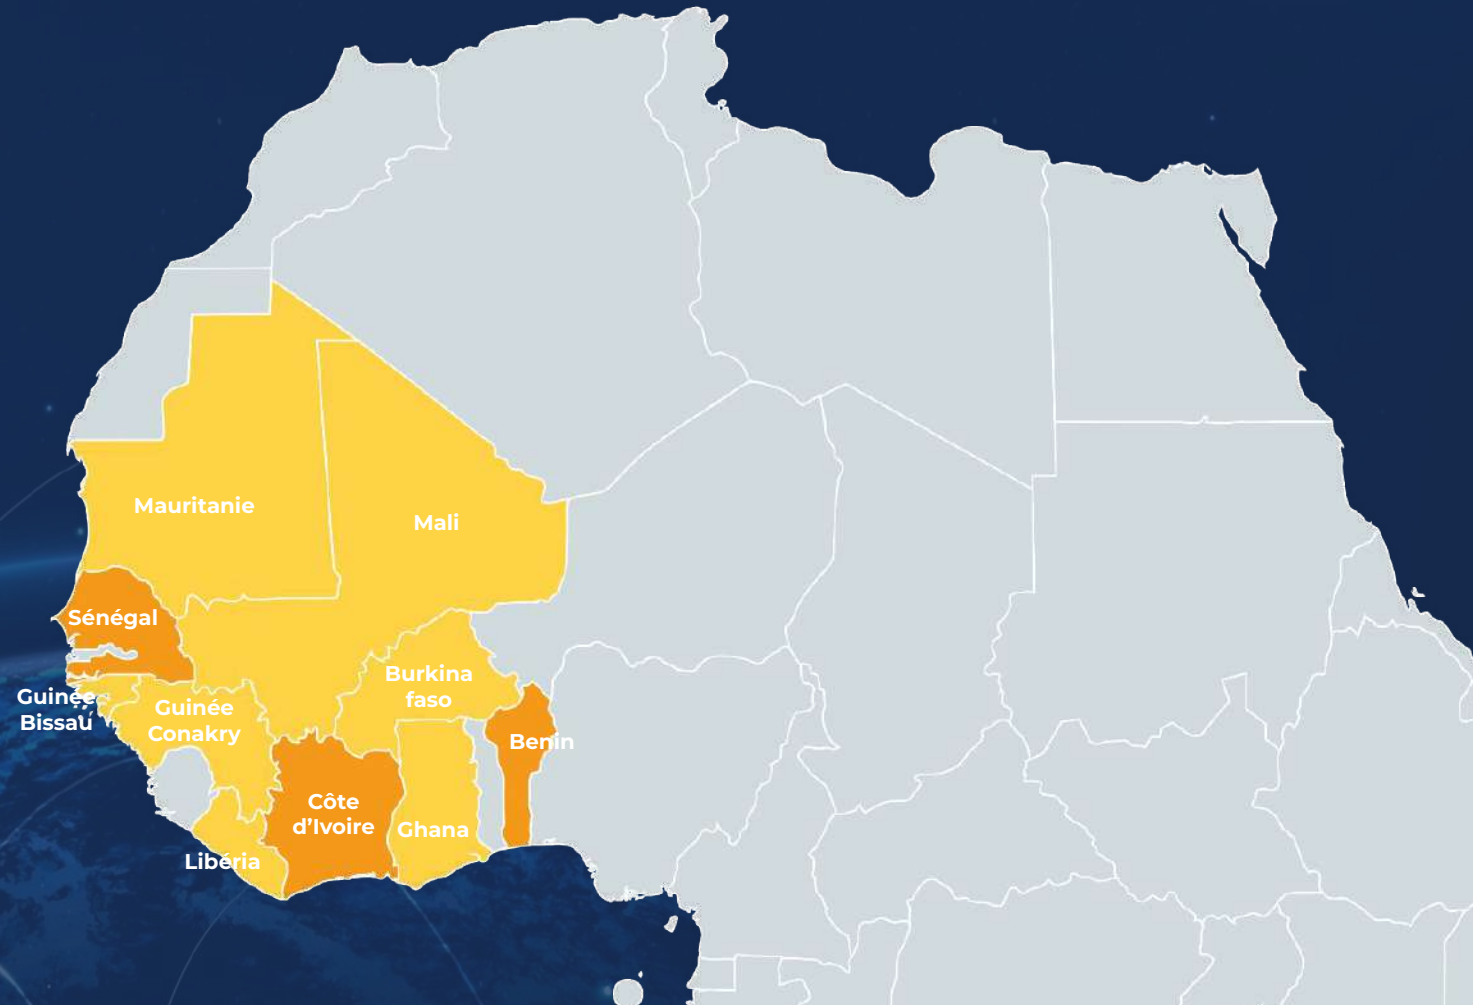 Mauritanie
Mali
Sénégal
Burkina
faso
Guinée
Bissau
Guinée
Conakry
Benin
Côte
d’Ivoire
Ghana
Libéria